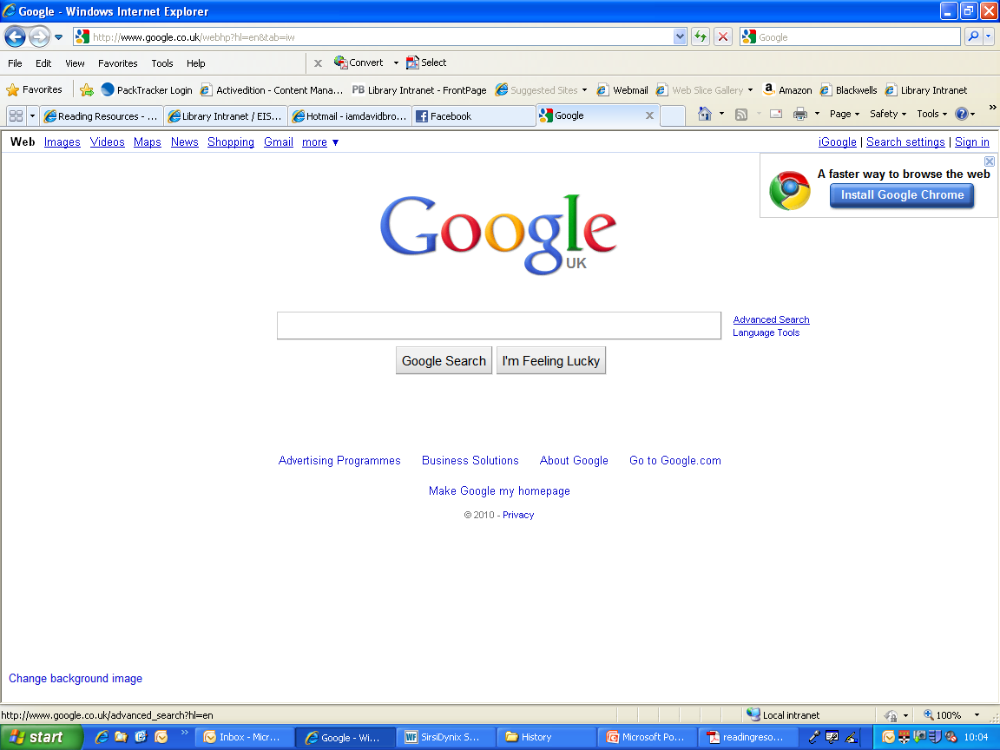 Google - Windows Internet Explorer
http://www.google.co.uk/webhp?hl=en&tab=iw
Google
File Edit View Favorites Tools Help
x Convert Select
Favorites PackTracker Login Activedition - Content Mana... PB Library Intranet - FrontPage Suggested Sites Webmail Web Slice Gallery Amazon Blackwells Library Intranet
Reading Resources - ... Library Intranet / EIS... Hotmail - iamdavidbro... Facebook Google Page Safety Tools
Web Images Videos Maps News Shopping Gmail more ▼ iGoogle | Search settings | Sign in
A faster way to browse the web
Install Google Chrome
Google
UK
Advanced Search
Language Tools
Google Search I'm Feeling Lucky
Advertising Programmes Business Solutions About Google Go to Google.com
Make Google my homepage
© 2010 - Privacy
Change background image
http://www.google.co.uk/advanced_search?hl=en Local intranet 100%
start Inbox - Micr... Google - Wi... SirsiDynix S... History Microsoft Po... readingreso... 10:04